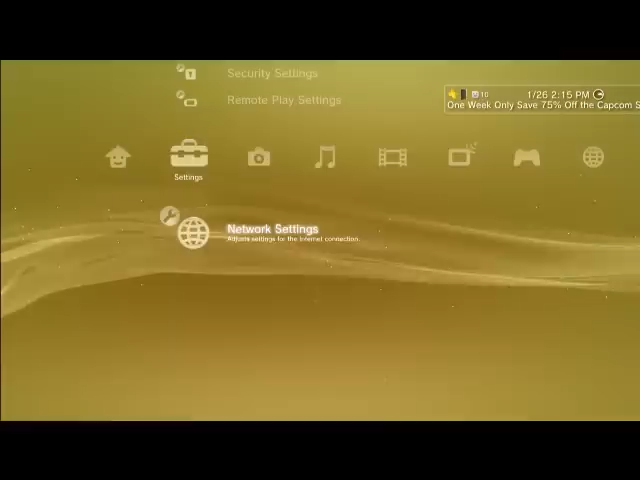 Security Settings
Remote Play Settings
10 1/26 2:15 PM
One Week Only Save 75% Off the Capcom S
Settings
Network Settings
Adjusts settings for the Internet connection.